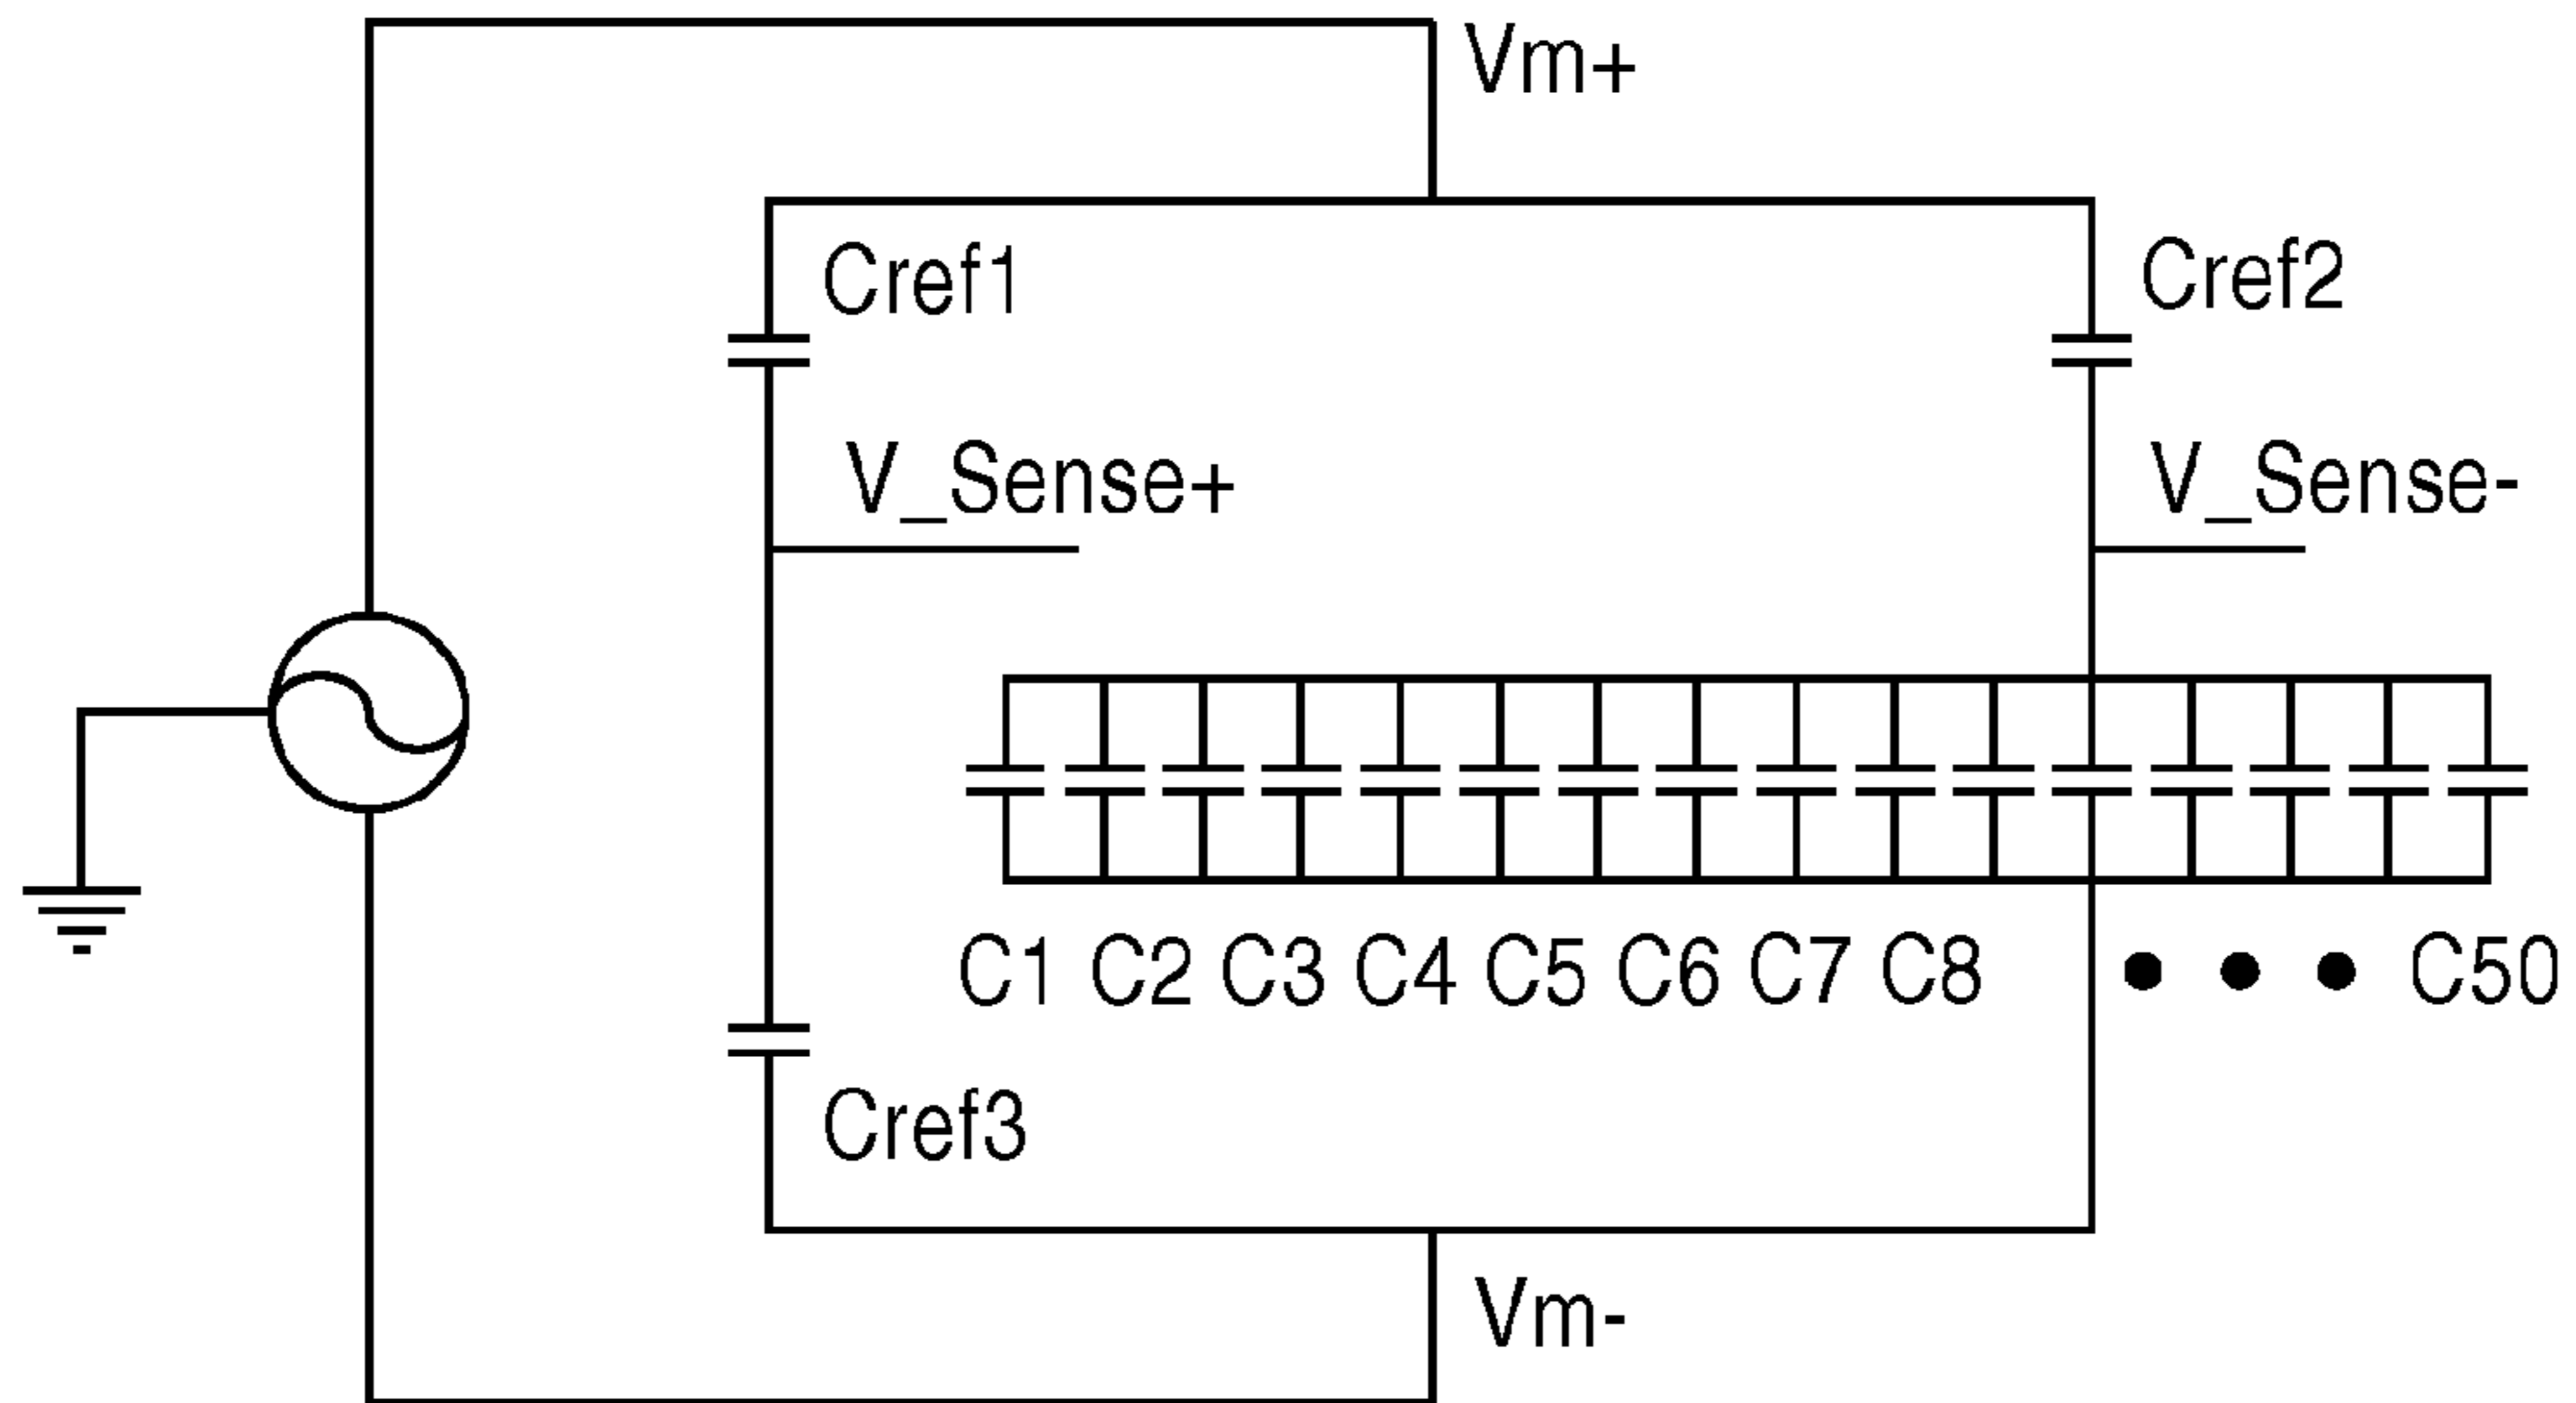 Vm+
Cref1
Cref2
V_Sense+
V_Sense-
C1 C2 C3 C4 C5 C6 C7 C8 ● ● ● C50
Cref3
Vm-